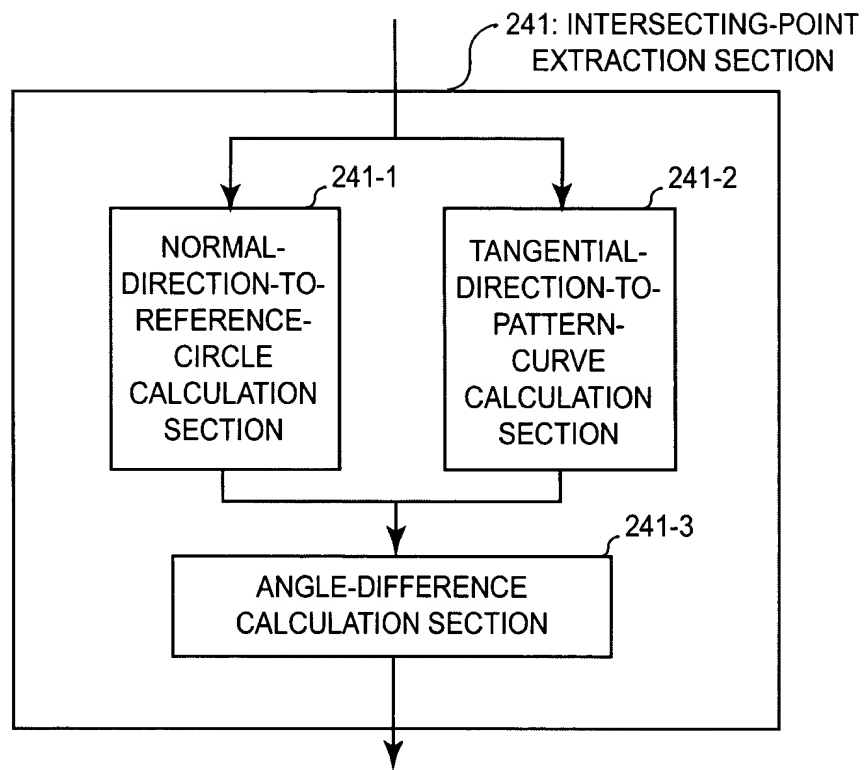 241: INTERSECTING-POINT
EXTRACTION SECTION
241-1
NORMAL-
DIRECTION-TO-
REFERENCE-
CIRCLE
CALCULATION
SECTION
241-2
TANGENTIAL-
DIRECTION-TO-
PATTERN-
CURVE
CALCULATION
SECTION
241-3
ANGLE-DIFFERENCE
CALCULATION SECTION